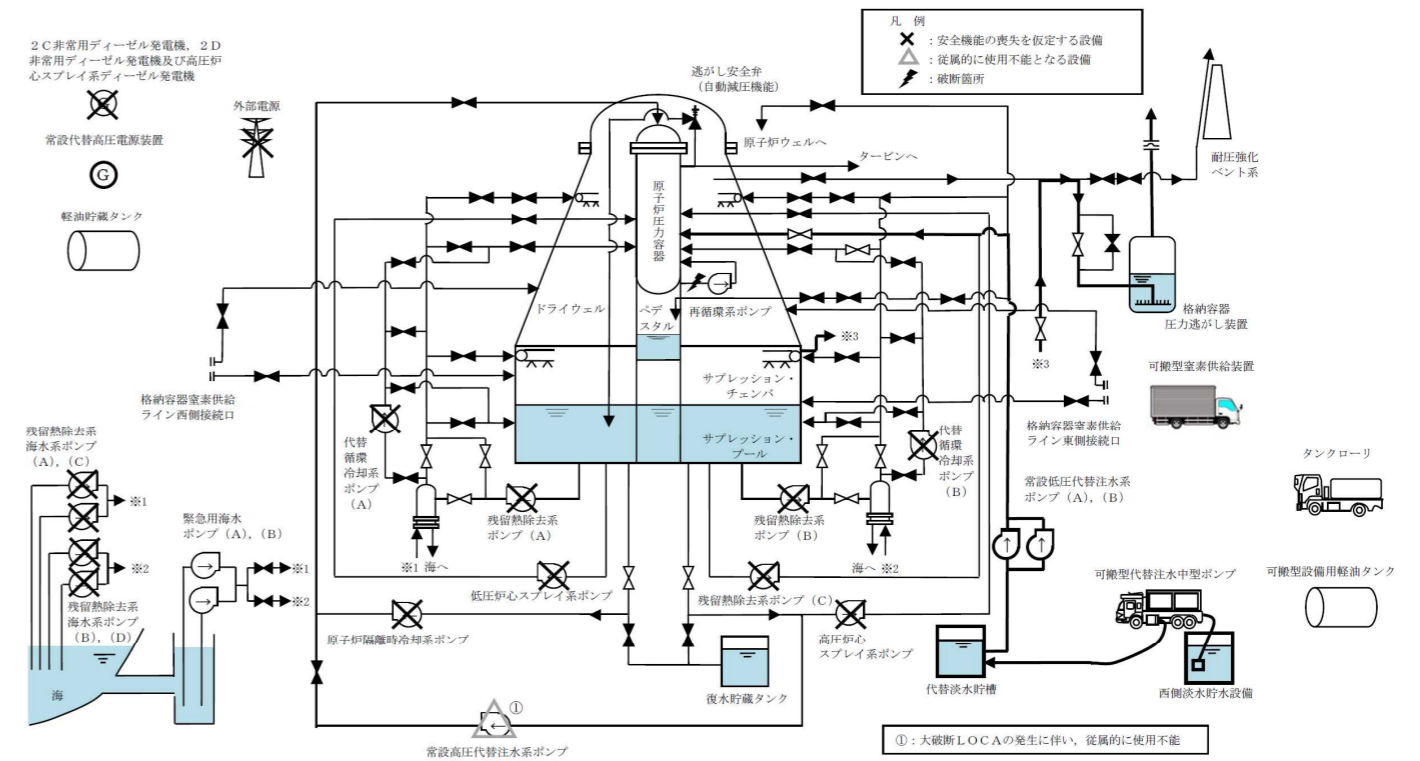 ２Ｃ非常用ディーゼル発電機，２Ｄ
非常用ディーゼル発電機及び高圧炉
心スプレイ系ディーゼル発電機
外部電源
常設代替高圧電源装置
G
軽油貯蔵タンク
凡 例
：安全機能の喪失を仮定する設備
：従属的に使用不能となる設備
：破断箇所
逃がし安全弁
（自動減圧機能）
原子炉ウェルへ
タービンへ
耐圧強化
ベント系
原子炉圧力容器
格納容器
圧力逃がし装置
ドライウェル
ペデ
スタル
再循環系ポンプ
※3
※3
サプレッション・
チェンバ
サプレッション・
プール
格納容器窒素供給
ライン西側接続口
格納容器窒素供給
ライン東側接続口
可搬型窒素供給装置
残留熱除去系
海水系ポンプ
（A），（C）
※1
※2
残留熱除去系
海水系ポンプ
（B），（D）
緊急用海水
ポンプ（A），（B）
※1
※2
海
代替
循環
冷却系
ポンプ
（A）
代替
循環
冷却系
ポンプ
（B）
残留熱除去系
ポンプ（A）
残留熱除去系
ポンプ（B）
※1 海へ
海へ ※2
常設低圧代替注水系
ポンプ（A），（B）
タンクローリ
低圧炉心スプレイ系ポンプ
残留熱除去系ポンプ（C）
原子炉隔離時冷却系ポンプ
高圧炉心
スプレイ系ポンプ
可搬型代替注水中型ポンプ
可搬型設備用軽油タンク
復水貯蔵タンク
代替淡水貯槽
西側淡水貯水設備
①
常設高圧代替注水系ポンプ
①：大破断ＬＯＣＡの発生に伴い，従属的に使用不能